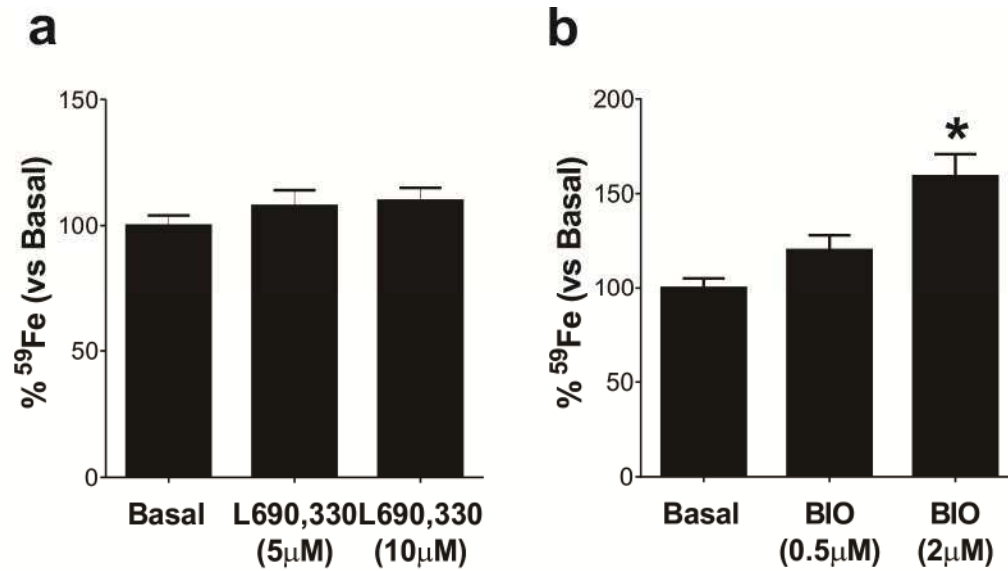 a
% ⁵⁹Fe (vs Basal)
150
100
50
0
Basal L690,330 L690,330
(5μM) (10μM)
b
% ⁵⁹Fe (vs Basal)
200
150
100
50
0
*
Basal BIO BIO
(0.5μM) (2μM)